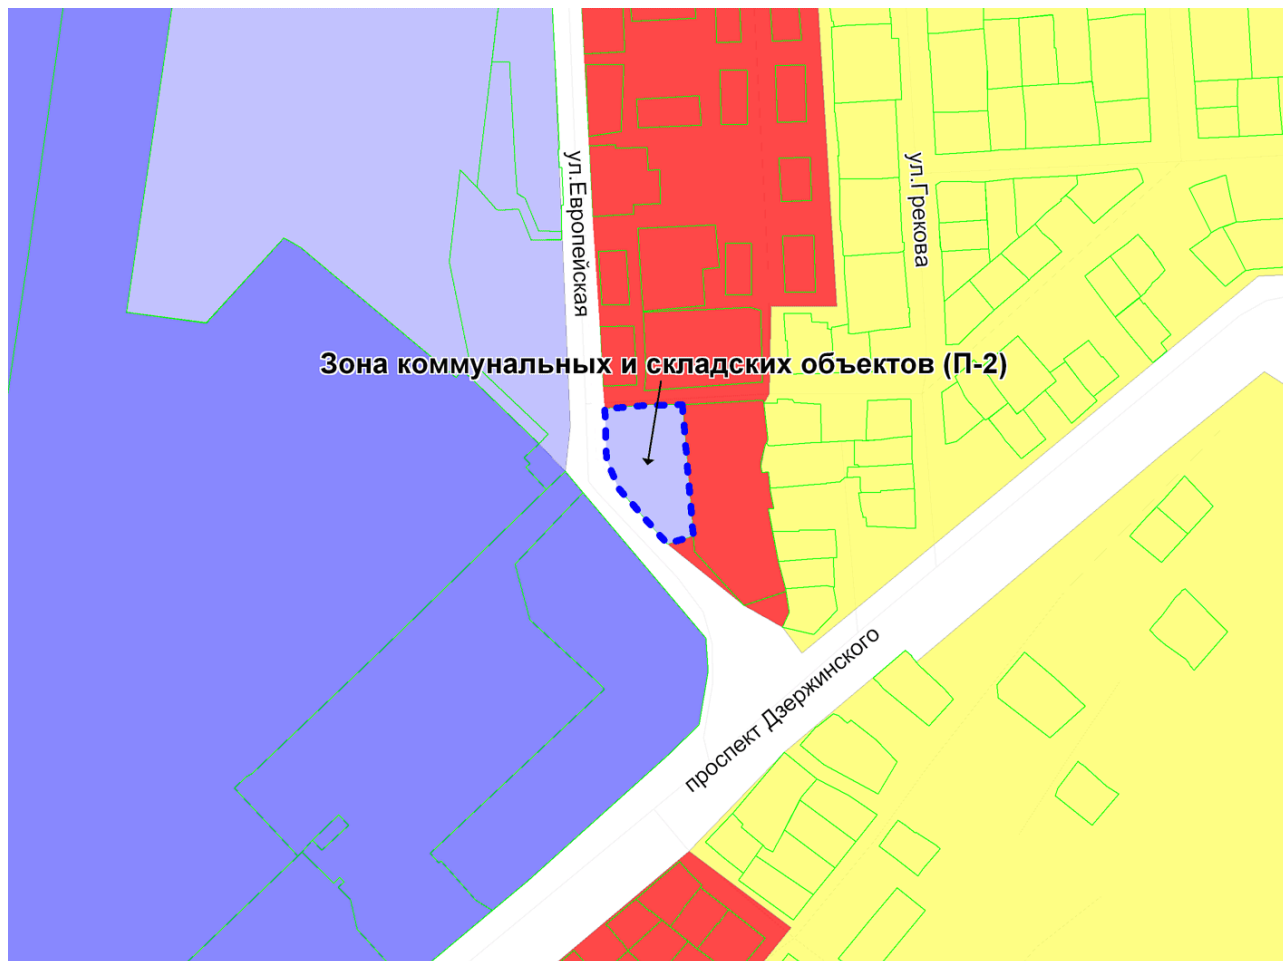 ул.Европейская
ул.Грекова
Зона коммунальных и складских объектов (П-2)
проспект Дзержинского